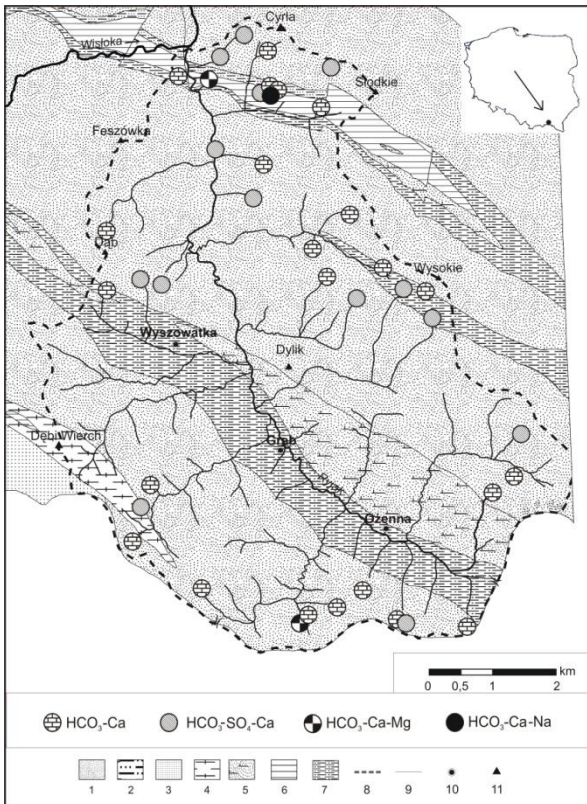 Cyrla
Wisłoka
Słodkie
Feszówka
Dąb
Wysokie
Wyszowatka
Dylik
Dębi Wierch
Grab
Ryjak
Ożenna
km
0 0,5 1 2
HCO₃-Ca HCO₃-SO₄-Ca HCO₃-Ca-Mg HCO₃-Ca-Na
1 2 3 4 5 6 7 8 9 10 11